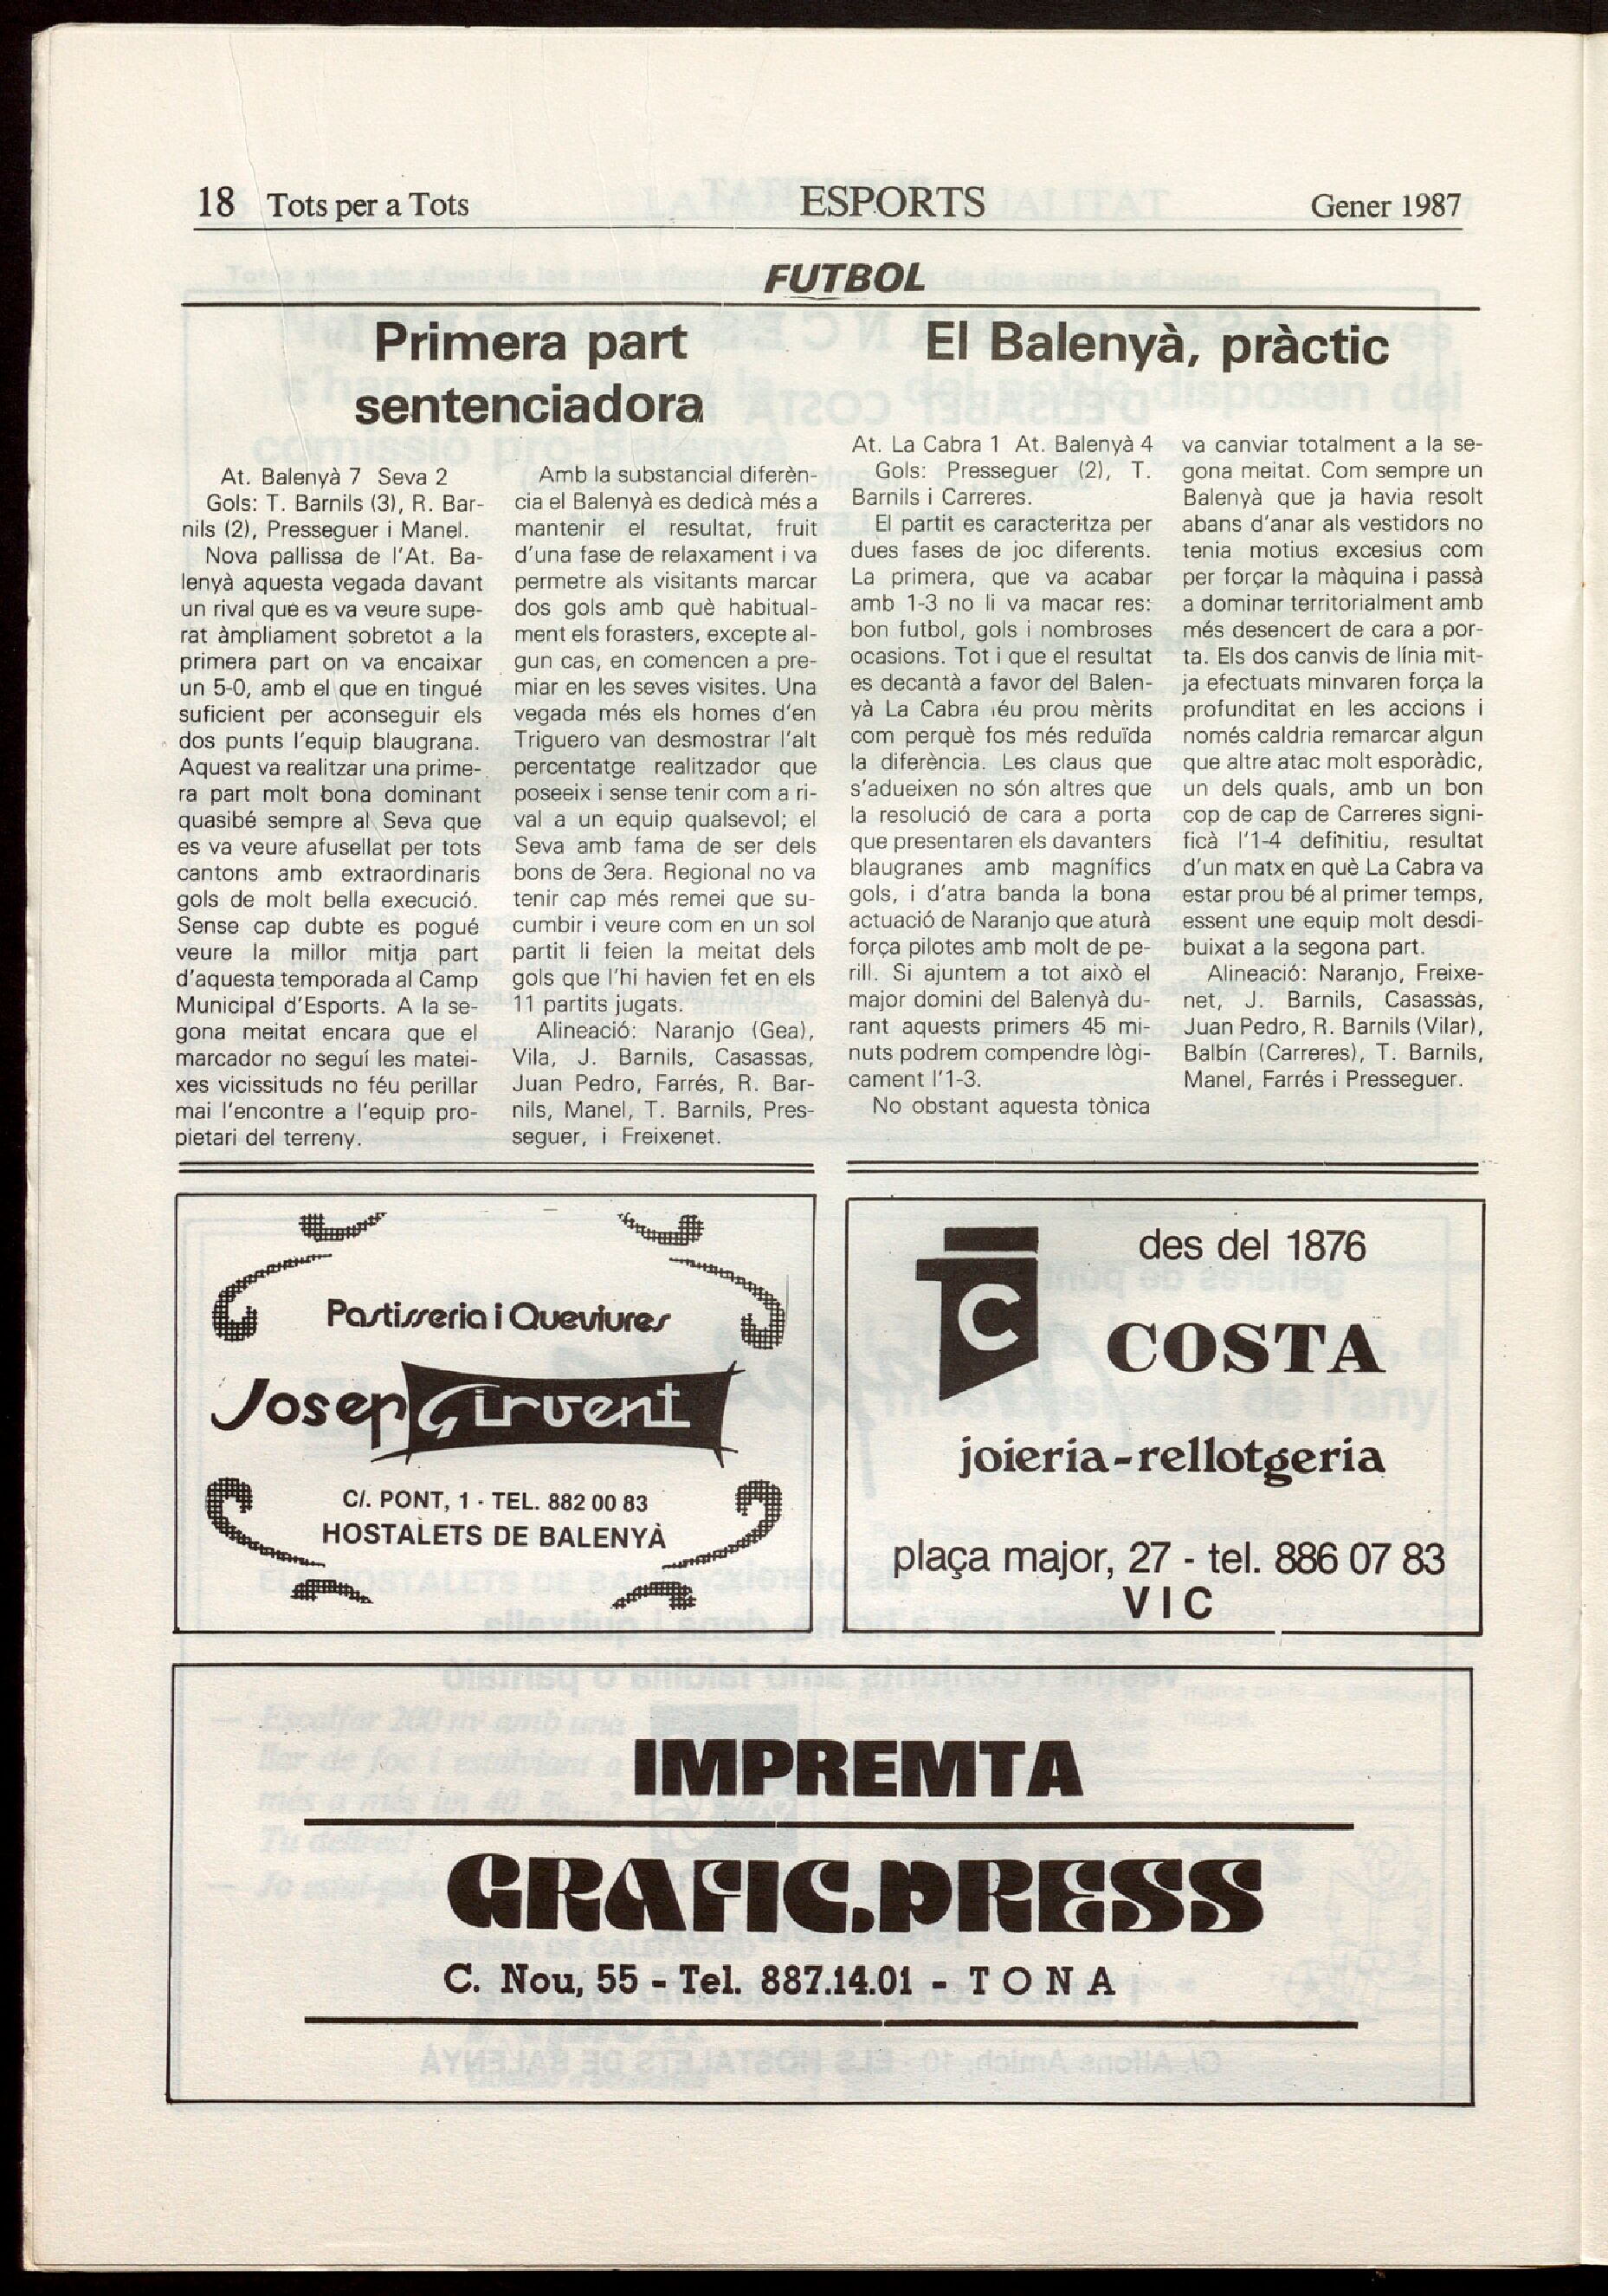 18 Tots per a Tots
ESPORTS
Gener 1987
FUTBOL
Primera part
sentenciadora
At. Balenyà 7 Seva 2
Gols: T. Barnils (3), R. Bar-
nils (2), Presseguer i Manel.
Nova pallissa de l'At. Ba-
lenyà aquesta vegada davant
un rival que es va veure supe-
rat àmpliament sobretot a la
primera part on va encaixar
un 5-0, amb el que en tingué
suficient per aconseguir els
dos punts l'equip blaugrana.
Aquest va realitzar una prime-
ra part molt bona dominant
quasibé sempre al Seva que
es va veure afusellat per tots
cantons amb extraordinaris
gols de molt bella execució.
Sense cap dubte es pogué
veure la millor mitja part
d'aquesta temporada al Camp
Municipal d'Esports. A la se-
gona meitat encara que el
marcador no seguí les matei-
xes vicissituds no féu perillar
mai l'encontre a l'equip pro-
pietari del terreny.
Amb la substancial diferèn-
cia el Balenyà es dedicà més a
mantenir el resultat, fruit
d'una fase de relaxament i va
permetre als visitants marcar
dos gols amb què habitual-
ment els forasters, excepte al-
gun cas, en comencen a pre-
miar en les seves visites. Una
vegada més els homes d'en
Triguero van desmostrar l'alt
percentatge realitzador que
poseeix i sense tenir com a ri-
val a un equip qualsevol; el
Seva amb fama de ser dels
bons de 3era. Regional no va
tenir cap més remei que su-
cumbir i veure com en un sol
partit li feien la meitat dels
gols que l'hi havien fet en els
11 partits jugats.
Alineació: Naranjo (Gea),
Vila, J. Barnils, Casassas,
Juan Pedro, Farrés, R. Bar-
nils, Manel, T. Barnils, Pres-
seguer, i Freixenet.
El Balenyà, pràctic
At. La Cabra 1 At. Balenyà 4
Gols: Presseguer (2), T.
Barnils i Carreres.
El partit es caracteritza per
dues fases de joc diferents.
La primera, que va acabar
amb 1-3 no li va macar res:
bon futbol, gols i nombroses
ocasions. Tot i que el resultat
es decantà a favor del Balen-
yà La Cabra féu prou mèrits
com perquè fos més reduïda
la diferència. Les claus que
s'adueixen no són altres que
la resolució de cara a porta
que presentaren els davanters
blaugranes amb magnífics
gols, i d'atra banda la bona
actuació de Naranjo que aturà
força pilotes amb molt de pe-
rill. Si ajuntem a tot això el
major domini del Balenyà du-
rant aquests primers 45 mi-
nuts podrem compendre lògi-
cament l'1-3.
No obstant aquesta tònica
va canviar totalment a la se-
gona meitat. Com sempre un
Balenyà que ja havia resolt
abans d'anar als vestidors no
tenia motius excesius com
per forçar la màquina i passà
a dominar territorialment amb
més desencert de cara a por-
ta. Els dos canvis de línia mit-
ja efectuats minvaren força la
profunditat en les accions i
només caldria remarcar algun
que altre atac molt esporàdic,
un dels quals, amb un bon
cop de cap de Carreres signi-
ficà l'1-4 definitiu, resultat
d'un matx en què La Cabra va
estar prou bé al primer temps,
essent une equip molt desdi-
buixat a la segona part.
Alineació: Naranjo, Freixe-
net, J. Barnils, Casassàs,
Juan Pedro, R. Barnils (Vilar),
Balbín (Carreres), T. Barnils,
Manel, Farrés i Presseguer.
Pastisseria i Queviures
Josep Girvent
C/. PONT, 1 - TEL. 882 00 83
HOSTALETS DE BALENYÀ
des del 1876
C
COSTA
joieria-rellotgeria
plaça major, 27 - tel. 886 07 83
VIC
IMPREMTA
GRAFIC.PRESS
C. Nou, 55 - Tel. 887.14.01 - TONA